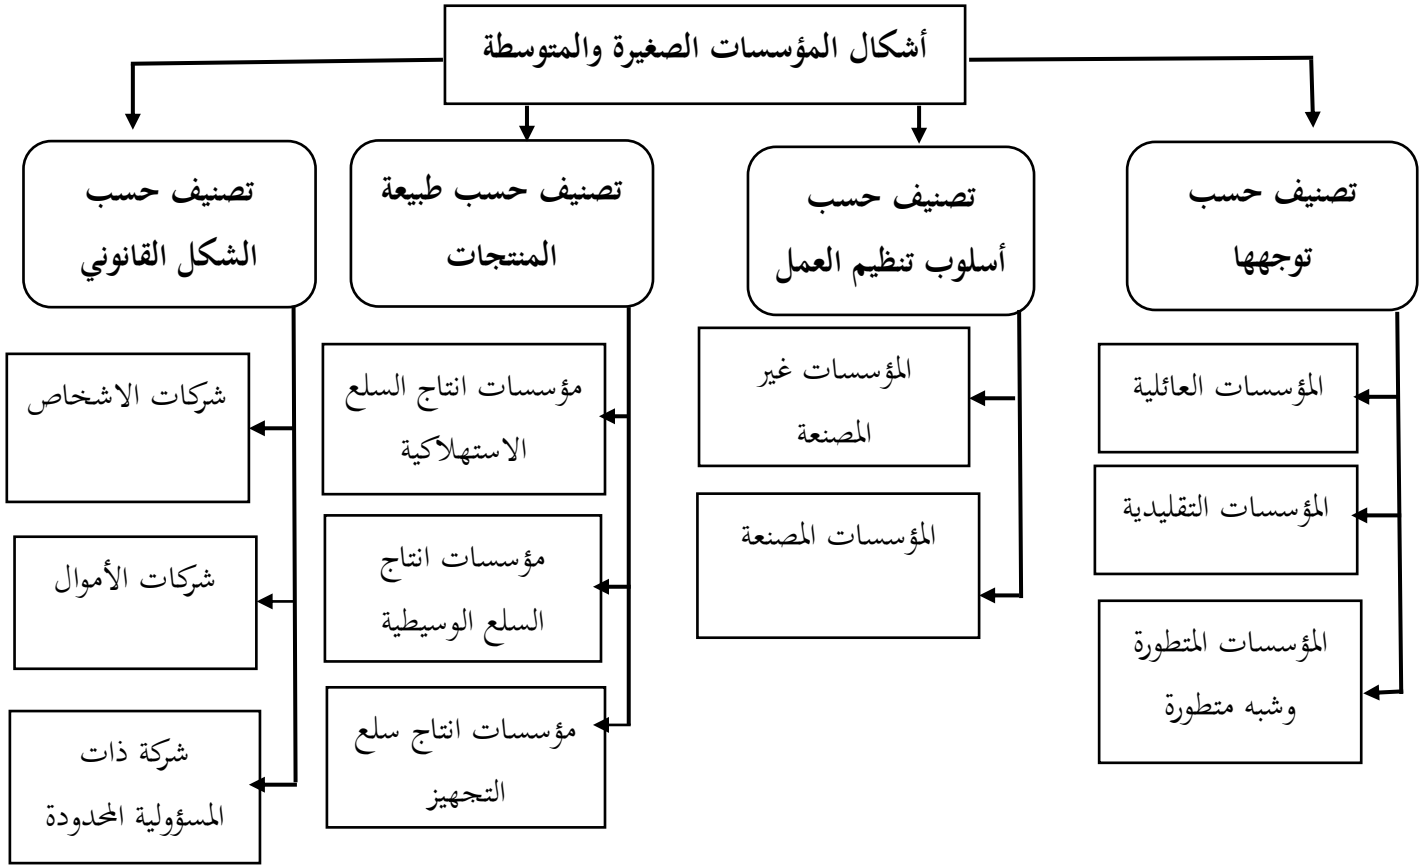 أشكال المؤسسات الصغيرة والمتوسطة
تصنيف حسب
توجهها
المؤسسات العائلية
المؤسسات التقليدية
المؤسسات المتطورة
وشبه متطورة
تصنيف حسب
أسلوب تنظيم العمل
المؤسسات غير
المصنعة
المؤسسات المصنعة
تصنيف حسب طبيعة
المنتجات
مؤسسات انتاج السلع
الاستهلاكية
مؤسسات انتاج
السلع الوسيطية
مؤسسات انتاج سلع
التجهيز
تصنيف حسب
الشكل القانوني
شركات الاشخاص
شركات الأموال
شركة ذات
المسؤولية المحدودة